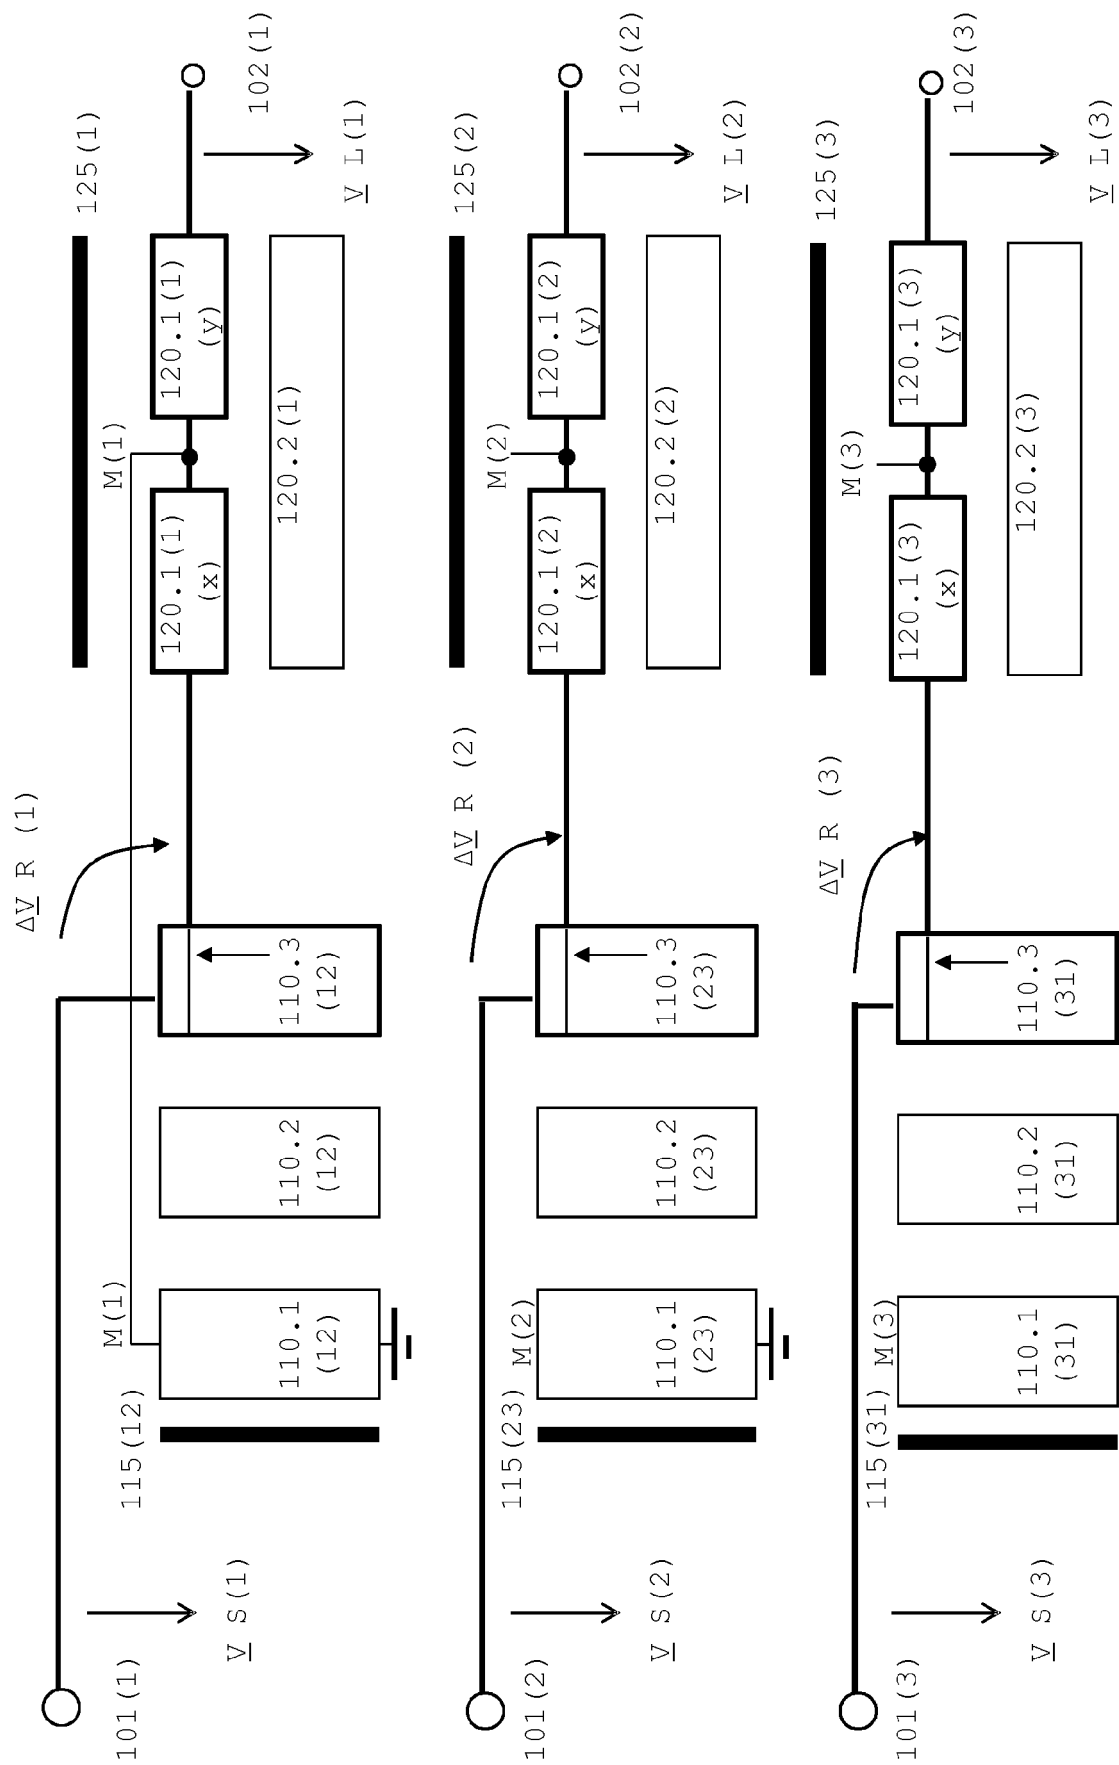 101(1)
V S(1)
115(12)
M(1)
110.1
(12)
110.2
(12)
110.3
(12)
ΔV R (1)
120.1(1)
(x)
M(1)
120.1(1)
(y)
120.2(1)
125(1)
V L(1)
102(1)
101(2)
V S(2)
115(23)
M(2)
110.1
(23)
110.2
(23)
110.3
(23)
ΔV R (2)
120.1(2)
(x)
M(2)
120.1(2)
(y)
120.2(2)
125(2)
V L(2)
102(2)
101(3)
V S(3)
115(31)
M(3)
110.1
(31)
110.2
(31)
110.3
(31)
ΔV R (3)
120.1(3)
(x)
M(3)
120.1(3)
(y)
120.2(3)
125(3)
V L(3)
102(3)